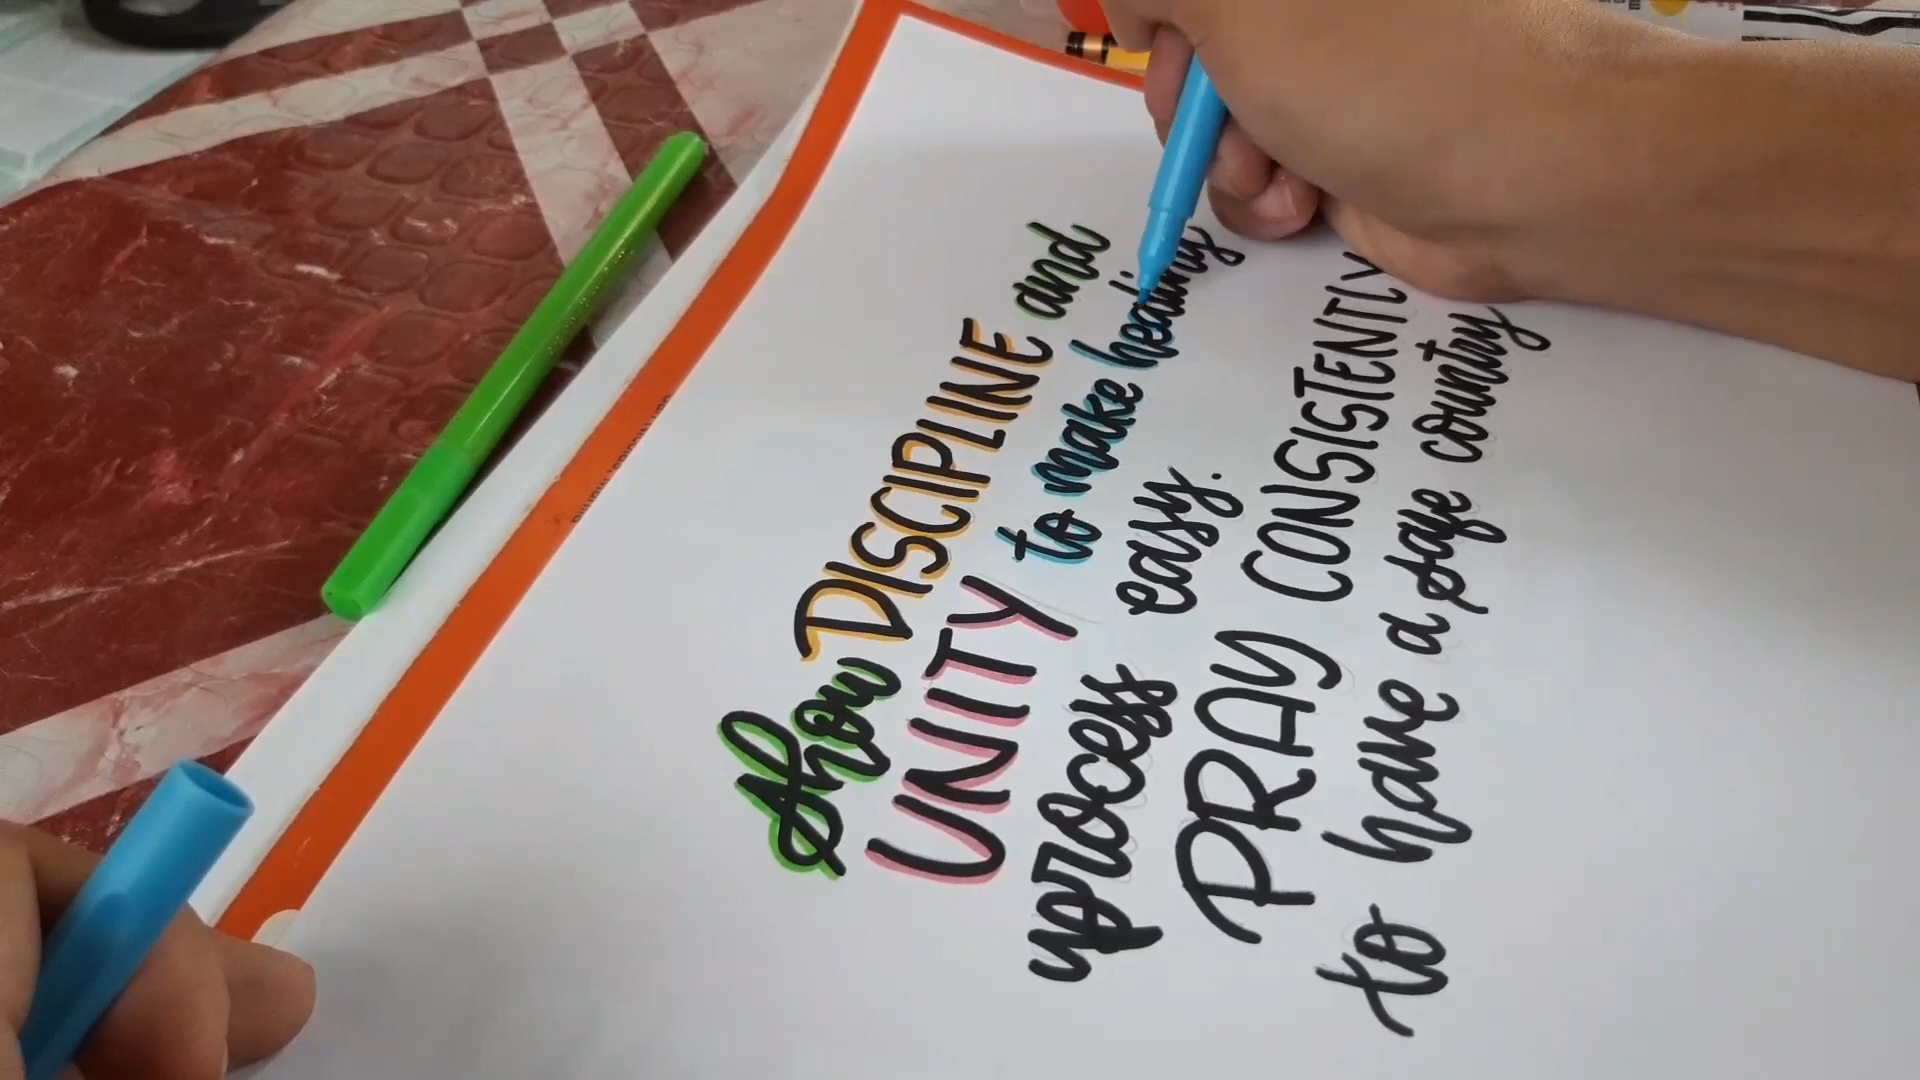 show DISCIPLINE and
UNITY to make healing
process easy.
PRAY CONSISTENTLY
to have a safe country